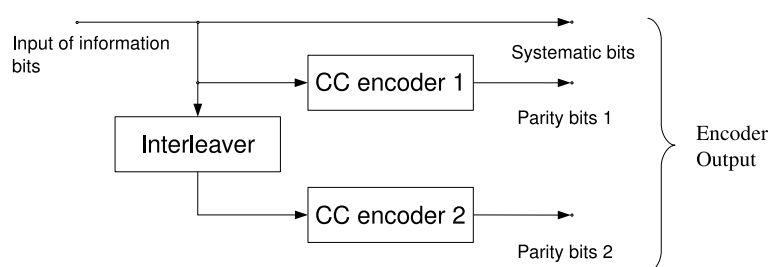 Input of information
bits
Systematic bits
CC encoder 1
Parity bits 1
Interleaver
Encoder
Output
CC encoder 2
Parity bits 2